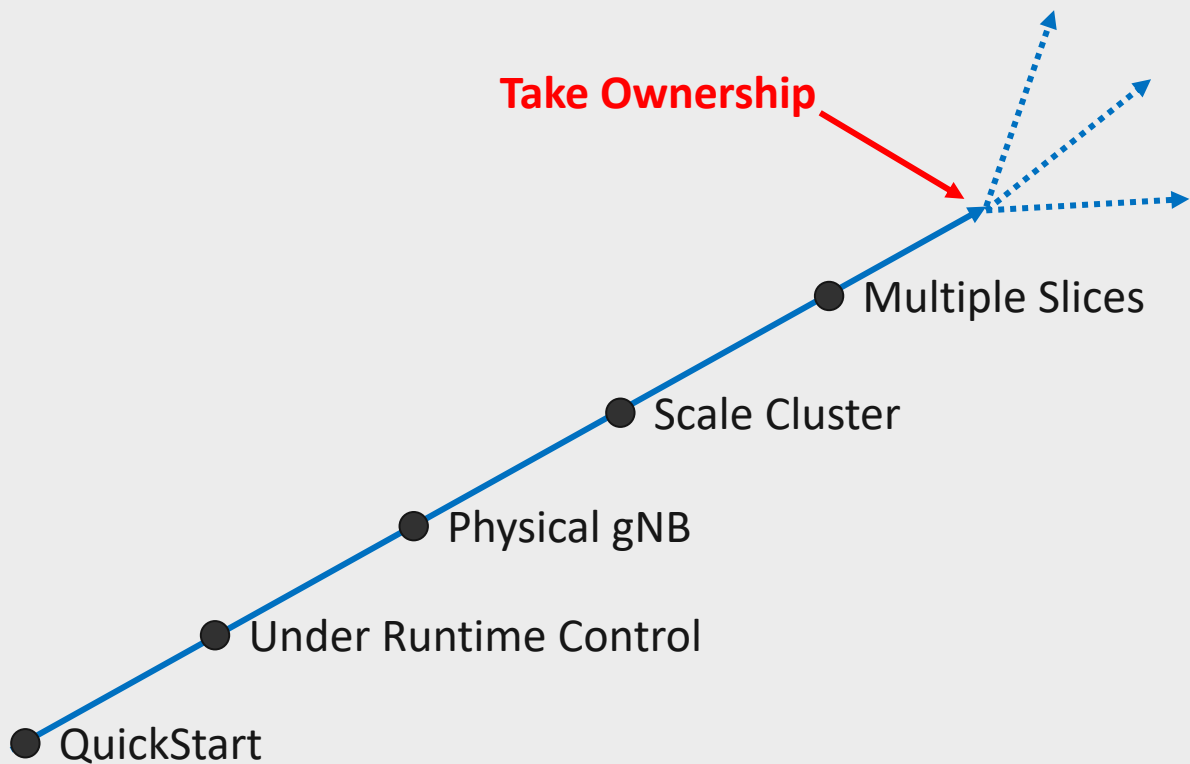 Take Ownership
Multiple Slices
Scale Cluster
Physical gNB
Under Runtime Control
QuickStart